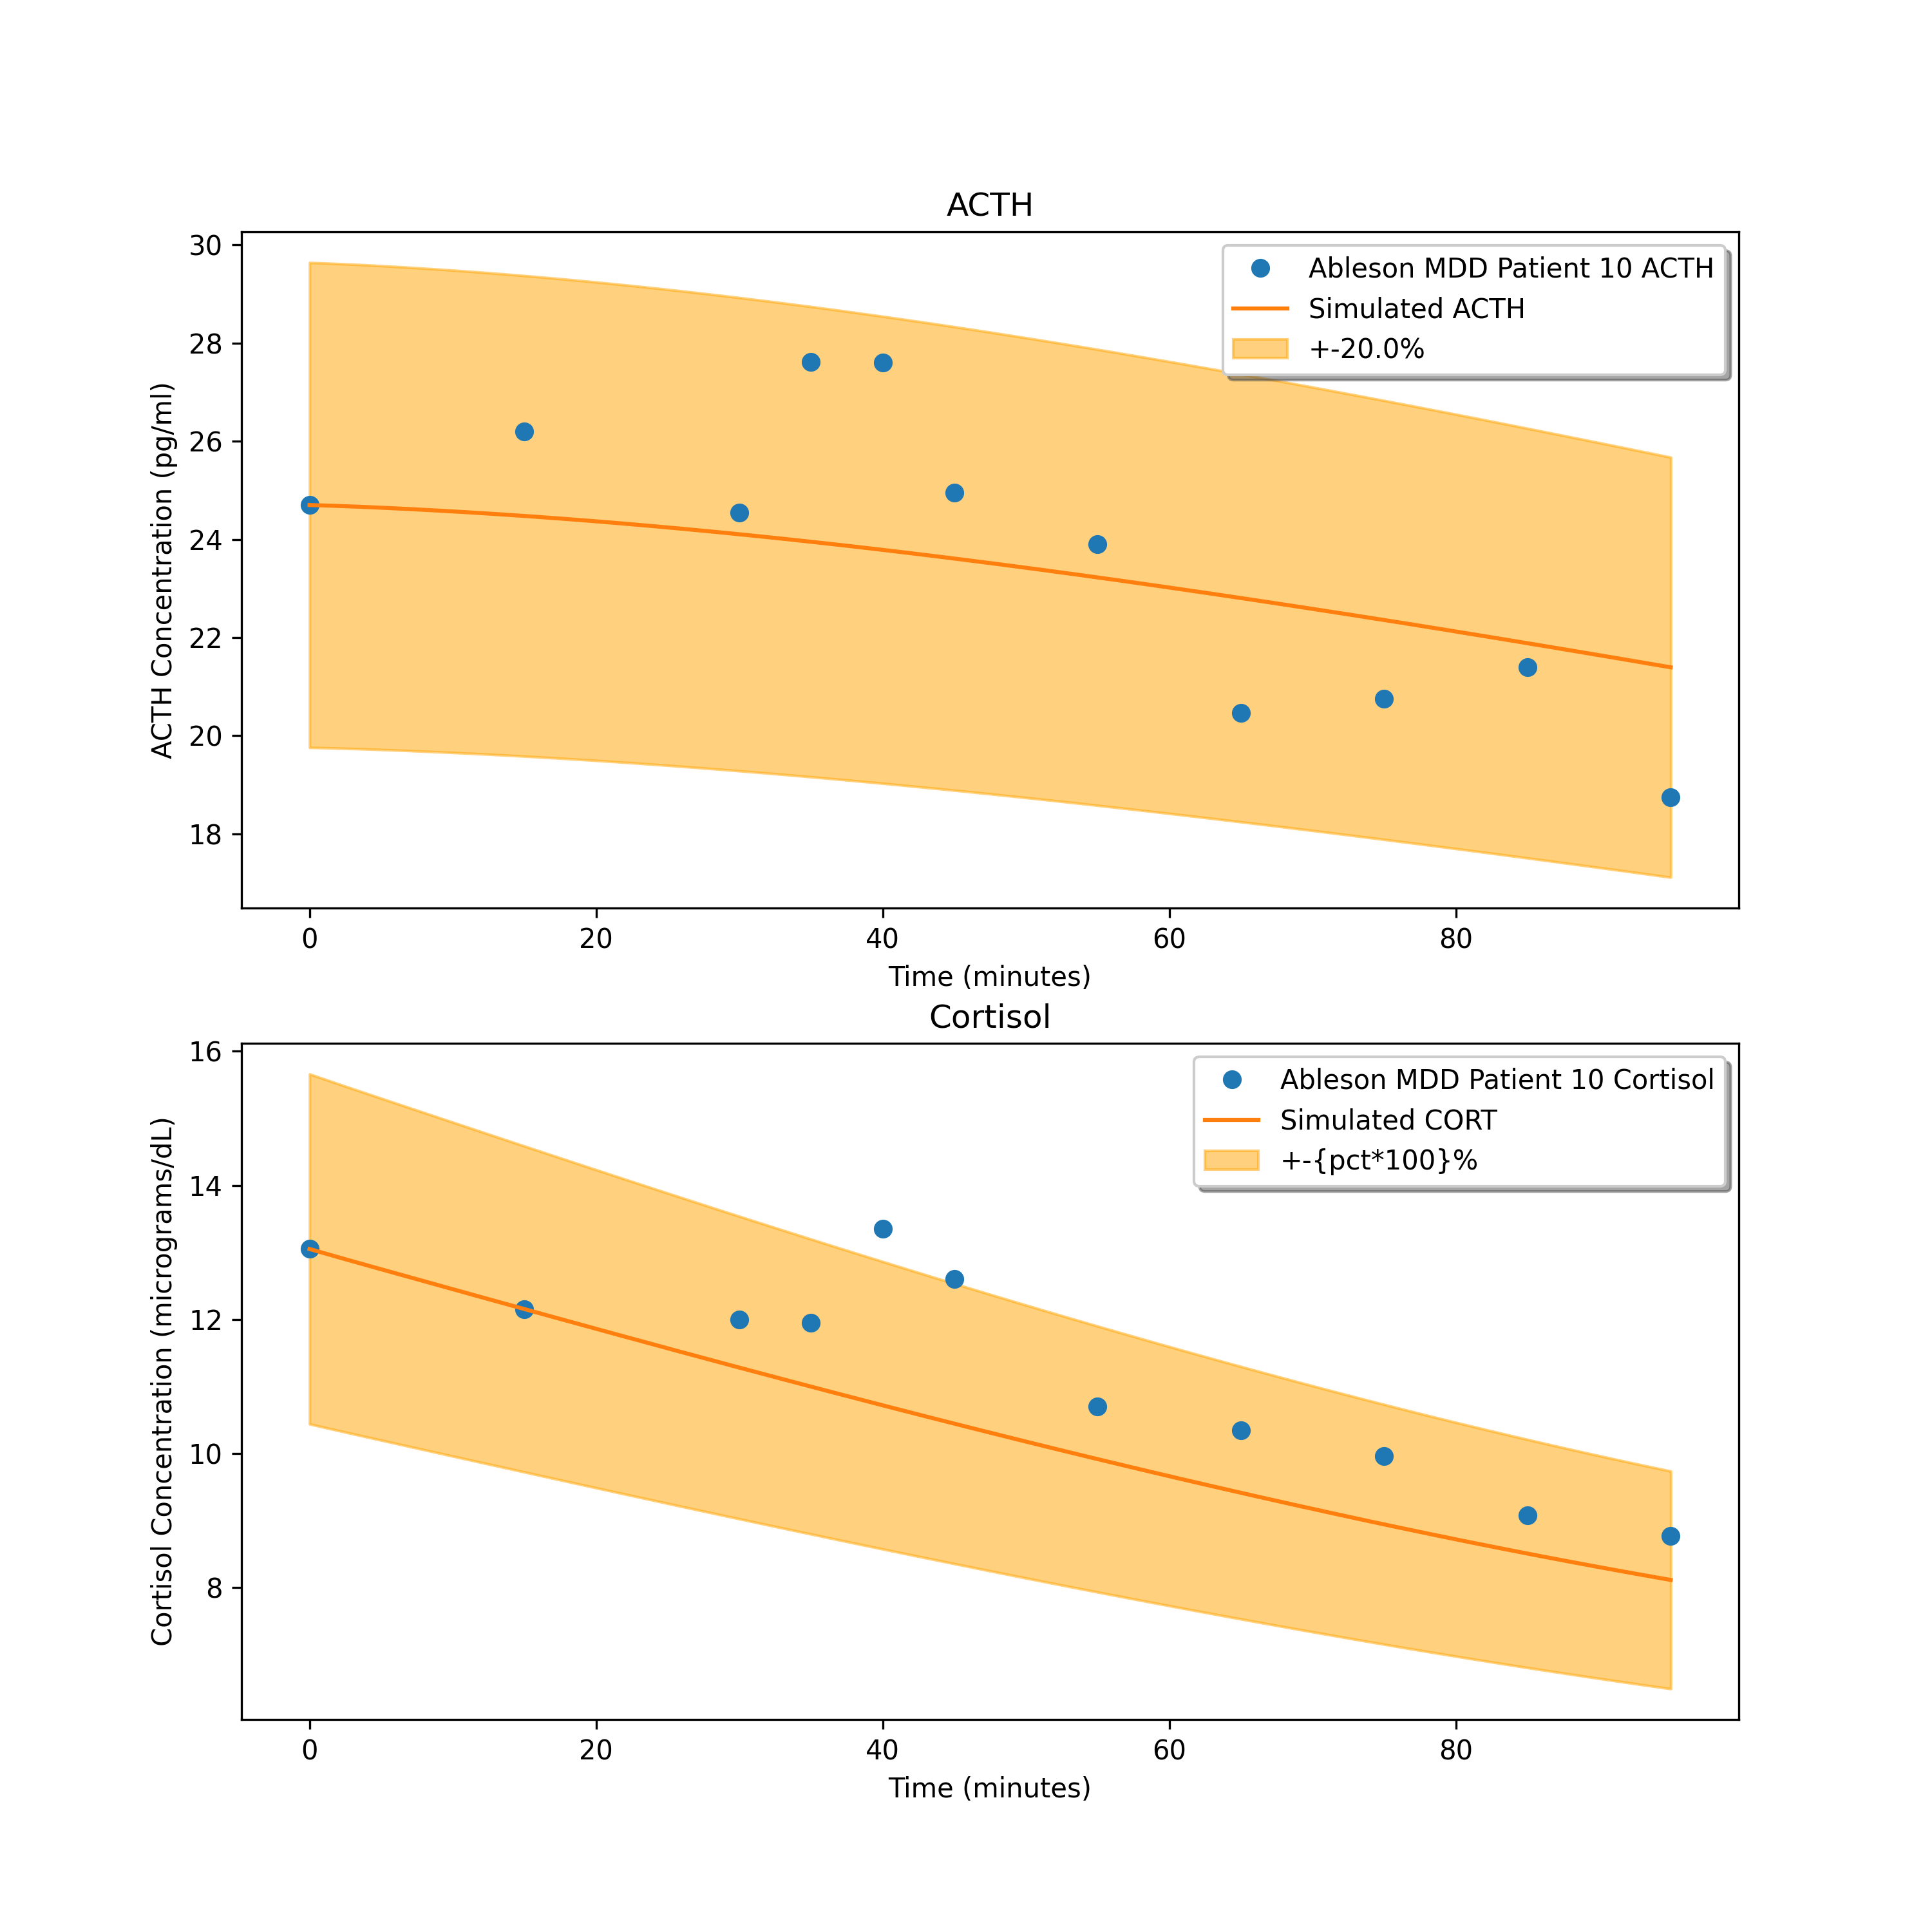 ACTH
30
28
26
24
22
20
18
ACTH Concentration (pg/ml)
Ableson MDD Patient 10 ACTH
Simulated ACTH
+-20.0%
0 20 40 60 80
Time (minutes)
Cortisol
16
14
12
10
8
Cortisol Concentration (micrograms/dL)
Ableson MDD Patient 10 Cortisol
Simulated CORT
+-{pct*100}%
0 20 40 60 80
Time (minutes)